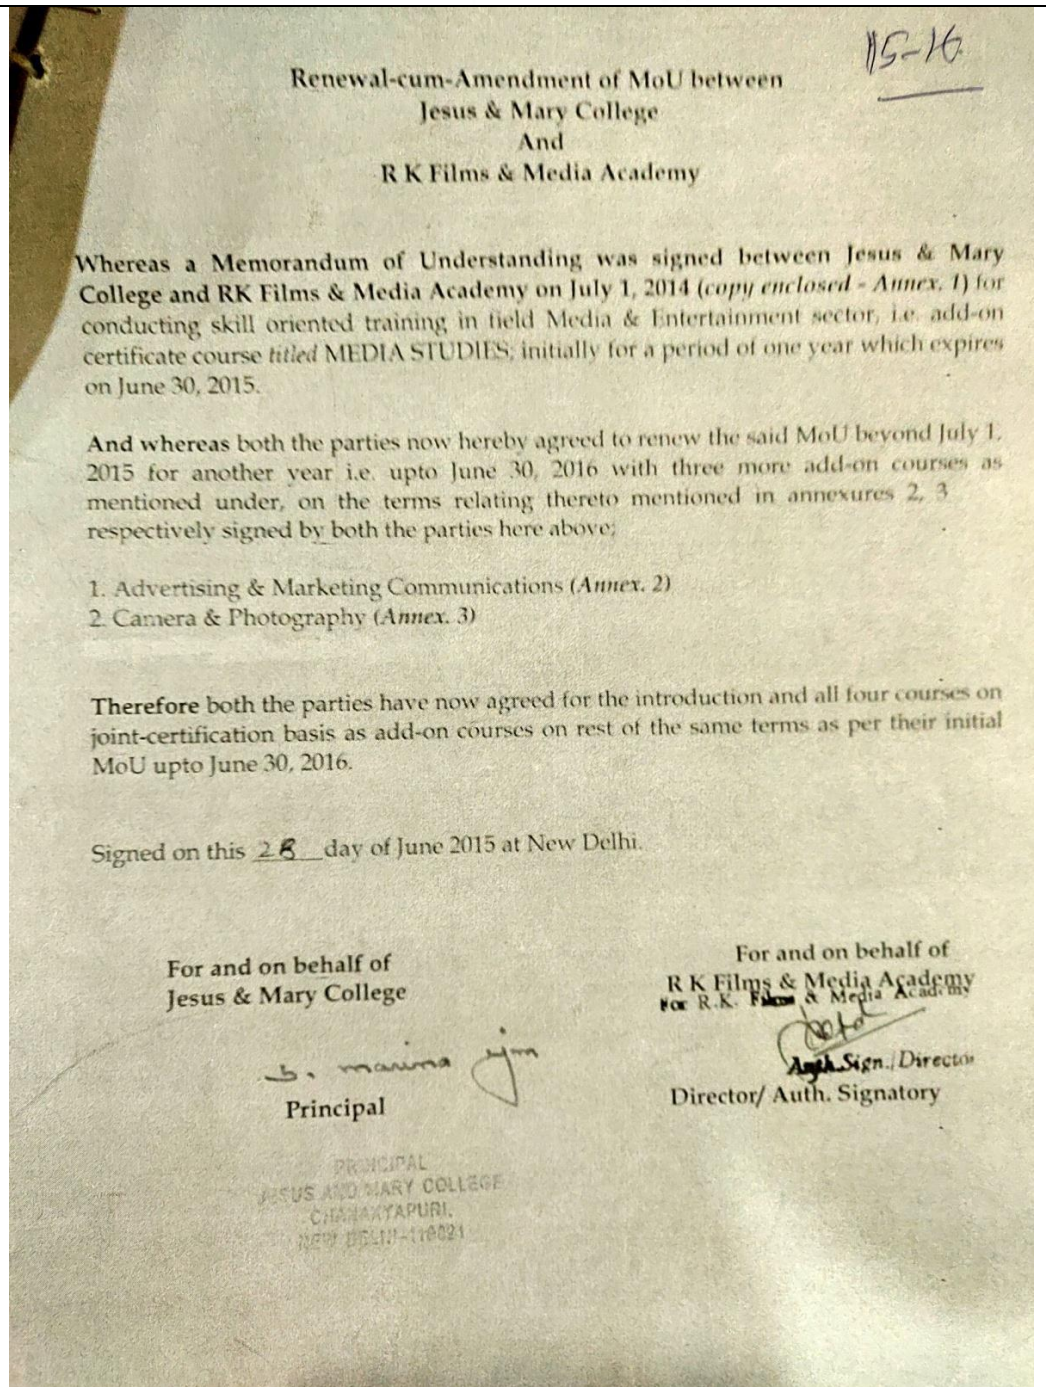 15-16
Renewal-cum-Amendment of MoU between
Jesus & Mary College
And
R K Films & Media Academy
Whereas a Memorandum of Understanding was signed between Jesus & Mary
College and RK Films & Media Academy on July 1, 2014 (copy enclosed - Annex. 1) for
conducting skill oriented training in field Media & Entertainment sector, i.e. add-on
certificate course titled MEDIA STUDIES, initially for a period of one year which expires
on June 30, 2015.
And whereas both the parties now hereby agreed to renew the said MoU beyond July 1,
2015 for another year i.e. upto June 30, 2016 with three more add-on courses as
mentioned under, on the terms relating thereto mentioned in annexures 2, 3
respectively signed by both the parties here above;
1. Advertising & Marketing Communications (Annex. 2)
2. Camera & Photography (Annex. 3)
Therefore both the parties have now agreed for the introduction and all four courses on
joint-certification basis as add-on courses on rest of the same terms as per their initial
MoU upto June 30, 2016.
Signed on this 28 day of June 2015 at New Delhi.
For and on behalf of
Jesus & Mary College
Principal
PRINCIPAL
JESUS AND MARY COLLEGE
CHANAKYAPURI,
NEW DELHI-110021
For and on behalf of
R K Films & Media Academy
For R.K. Films & Media Academy
Auth.Sign./Director
Director/ Auth. Signatory